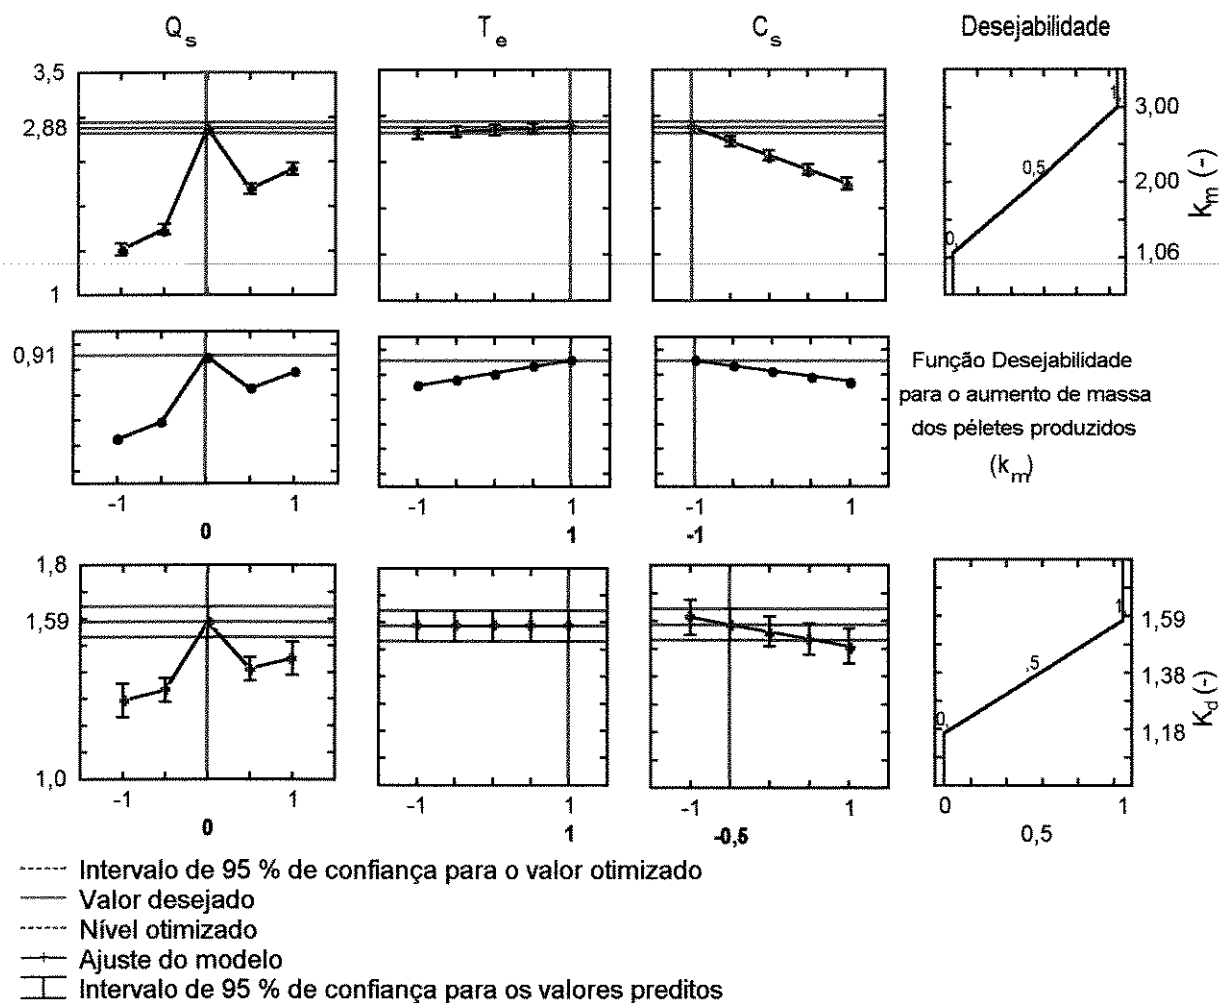 Q_s T_e C_s Desejabilidade
3,5
2,88
1
1,
0,5
0,
3,00
2,00
1,06
k_m (-)
0,91
-1 1 -1 1 -1 1
0 1 -1
Função Desejabilidade
para o aumento de massa
dos péletes produzidos
(k_m)
1,8
1,59
1,0
1,
,5
0,
1,59
1,38
1,18
K_d (-)
-1 1 -1 1 -1 1 0 1
0 1 -0,5 0,5
Intervalo de 95 % de confiança para o valor otimizado
Valor desejado
Nível otimizado
Ajuste do modelo
Intervalo de 95 % de confiança para os valores preditos